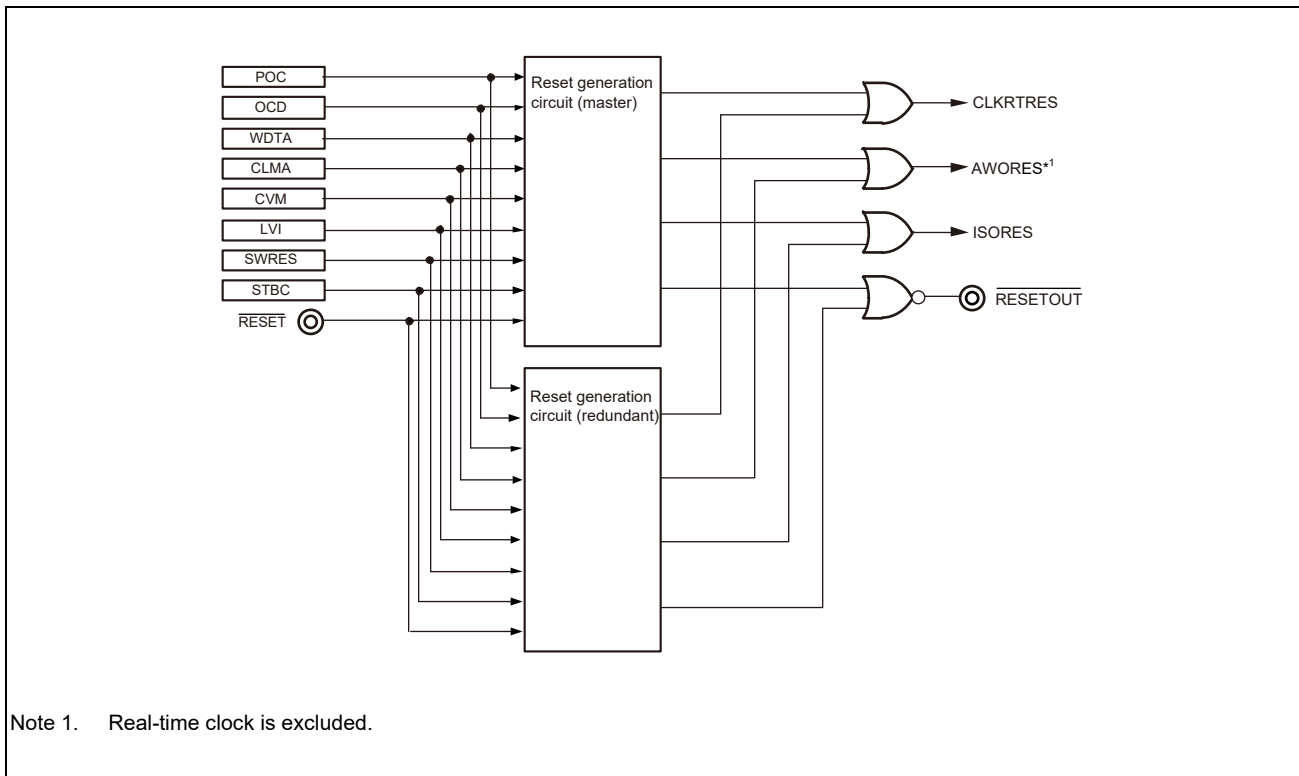 POC
OCD
WDTA
CLMA
CVM
LVI
SWRES
STBC
RESET
Reset generation
circuit (master)
Reset generation
circuit (redundant)
CLKRTRES
AWORES*1
ISORES
RESETOUT
Note 1. Real-time clock is excluded.